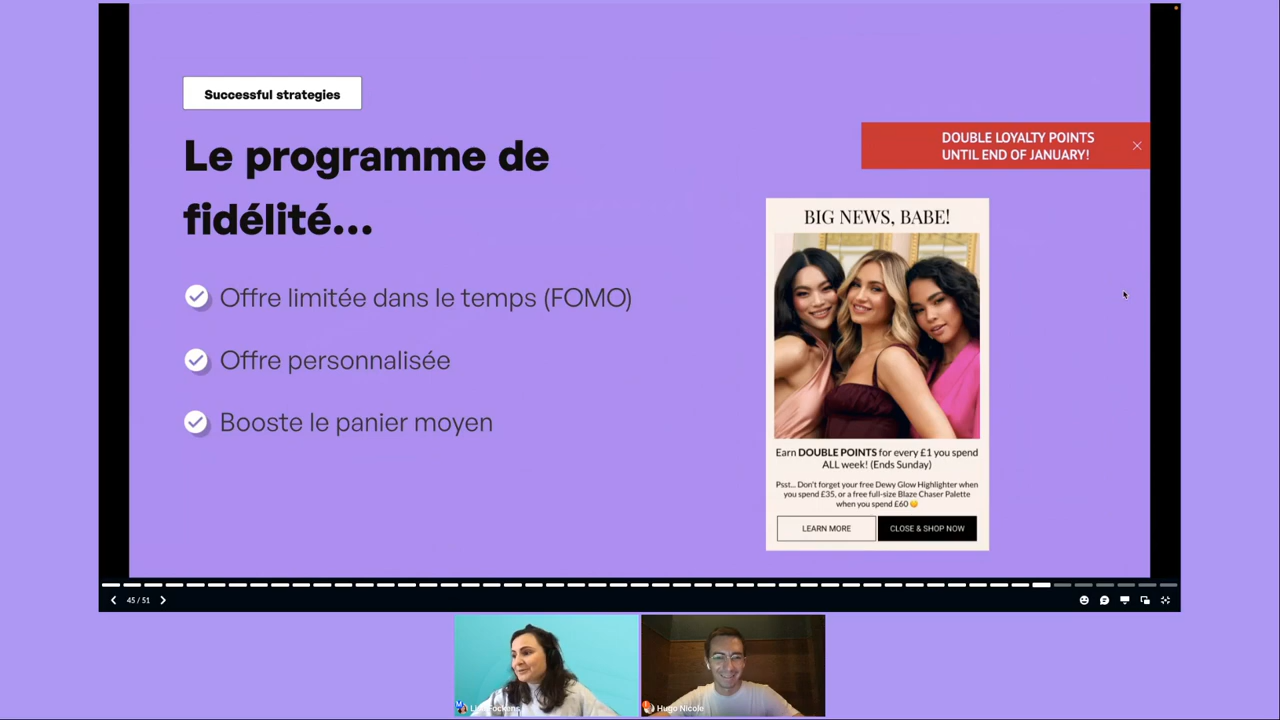 Successful strategies
Le programme de
fidélité...
Offre limitée dans le temps (FOMO)
Offre personnalisée
Booste le panier moyen
DOUBLE LOYALTY POINTS
UNTIL END OF JANUARY!
BIG NEWS, BABE!
Earn DOUBLE POINTS for every £1 you spend
ALL week! (Ends Sunday)
Psst... Don't forget your free Dewy Glow Highlighter when
you spend £35, or a free full-size Blaze Chaser Palette
when you spend £60 😋
LEARN MORE
CLOSE & SHOP NOW
45 / 51
Hugo Nicole